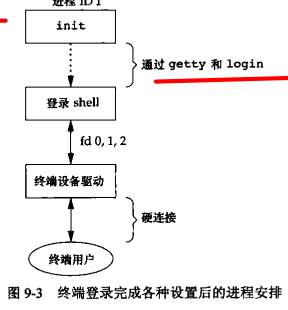 进程 ID 1
init
通过 getty 和 login
登录 shell
fd 0, 1, 2
终端设备驱动
硬连接
终端用户
图 9-3 终端登录完成各种设置后的进程安排